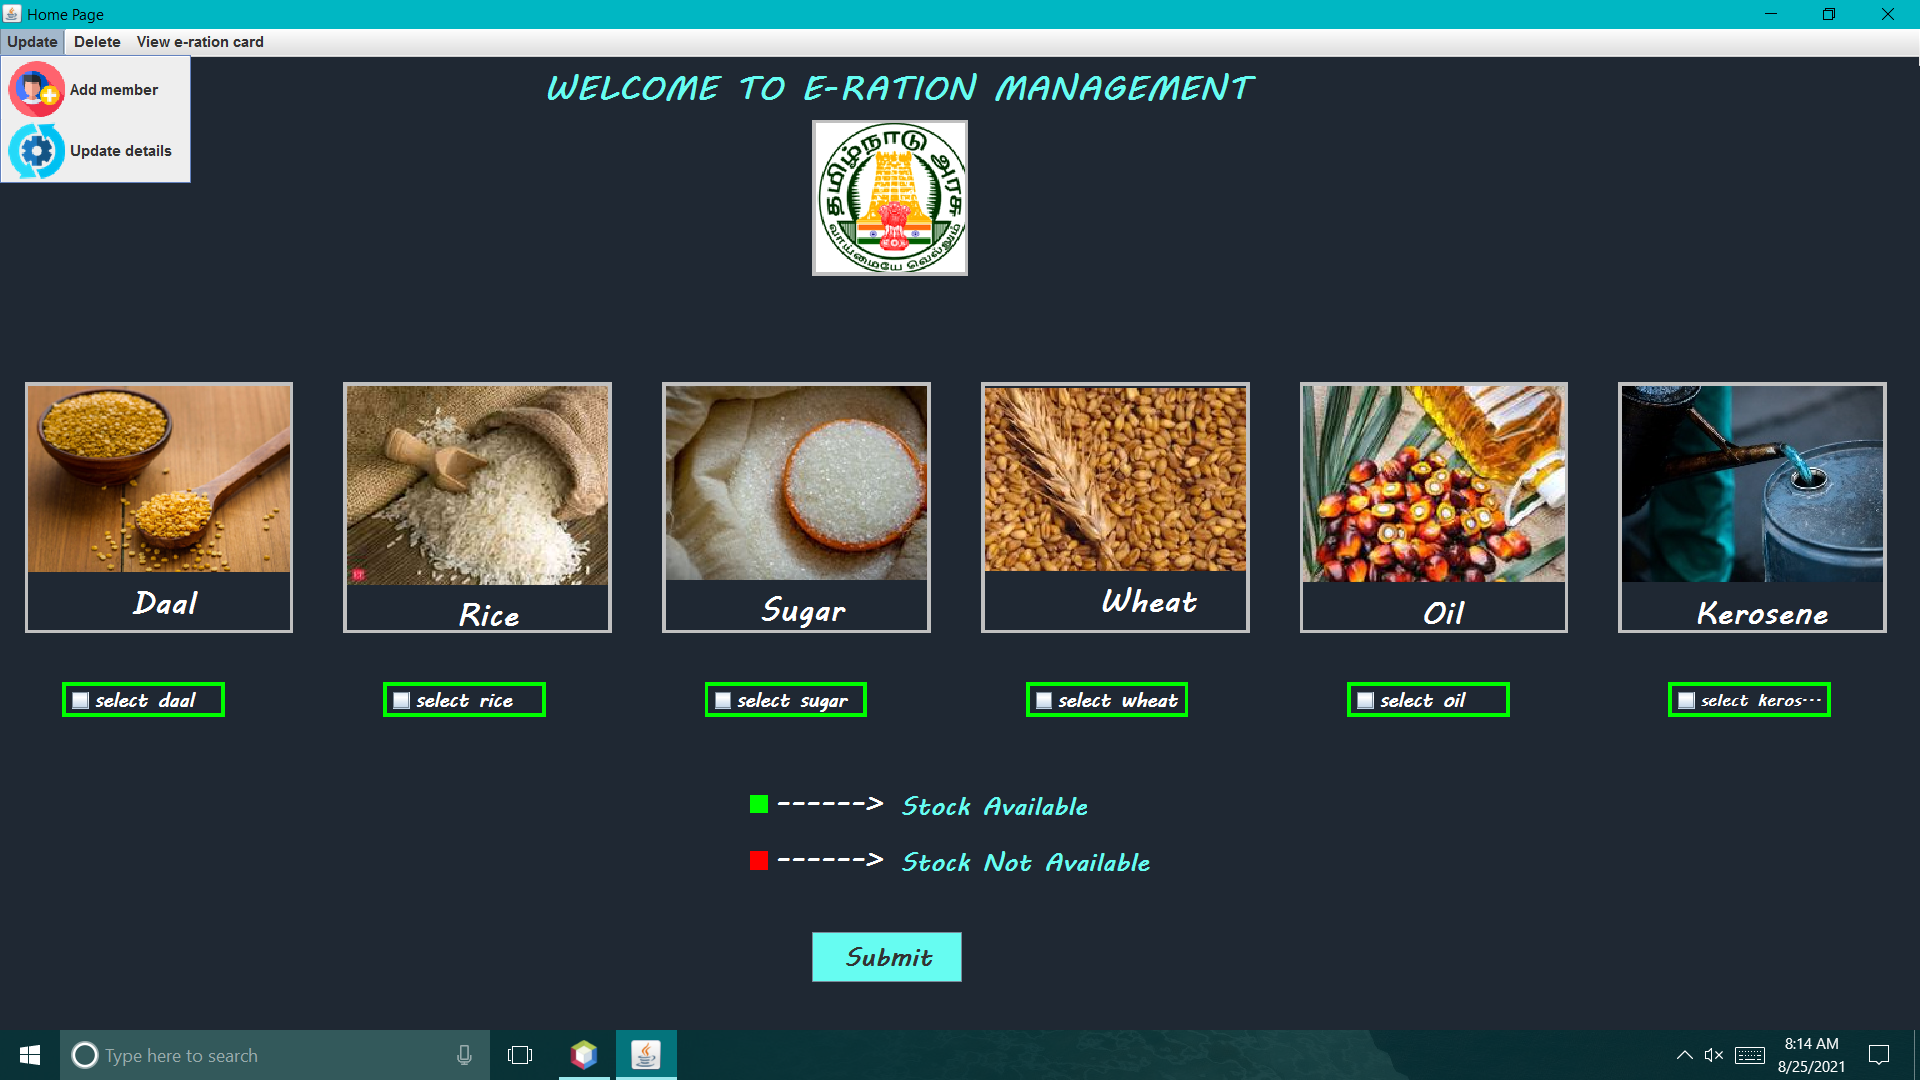 Home Page
Update Delete View e-ration card
Add member
Update details
WELCOME TO E-RATION MANAGEMENT
தமிழ்நாடு அரசு
வாய்மையே வெல்லும்
Daal
Rice
Sugar
Wheat
Oil
Kerosene
select daal
select rice
select sugar
select wheat
select oil
select keros...
------> Stock Available
------> Stock Not Available
Submit
Type here to search
8:14 AM
8/25/2021